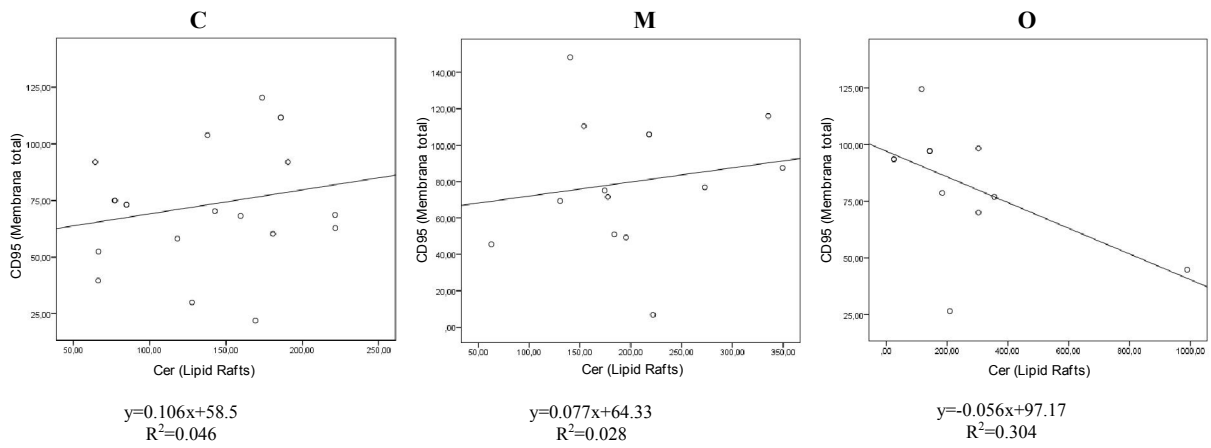 C
M
O
CD95 (Membrana total)
125,00
100,00
75,00
50,00
25,00
50,00
100,00
150,00
200,00
250,00
Cer (Lipid Rafts)
y=0.106x+58.5
R²=0.046
CD95 (Membrana total)
140,00
120,00
100,00
80,00
60,00
40,00
20,00
,00
50,00
100,00
150,00
200,00
250,00
300,00
350,00
Cer (Lipid Rafts)
y=0.077x+64.33
R²=0.028
CD95 (Membrana total)
125,00
100,00
75,00
50,00
25,00
,00
200,00
400,00
600,00
800,00
1000,00
Cer (Lipid Rafts)
y=-0.056x+97.17
R²=0.304